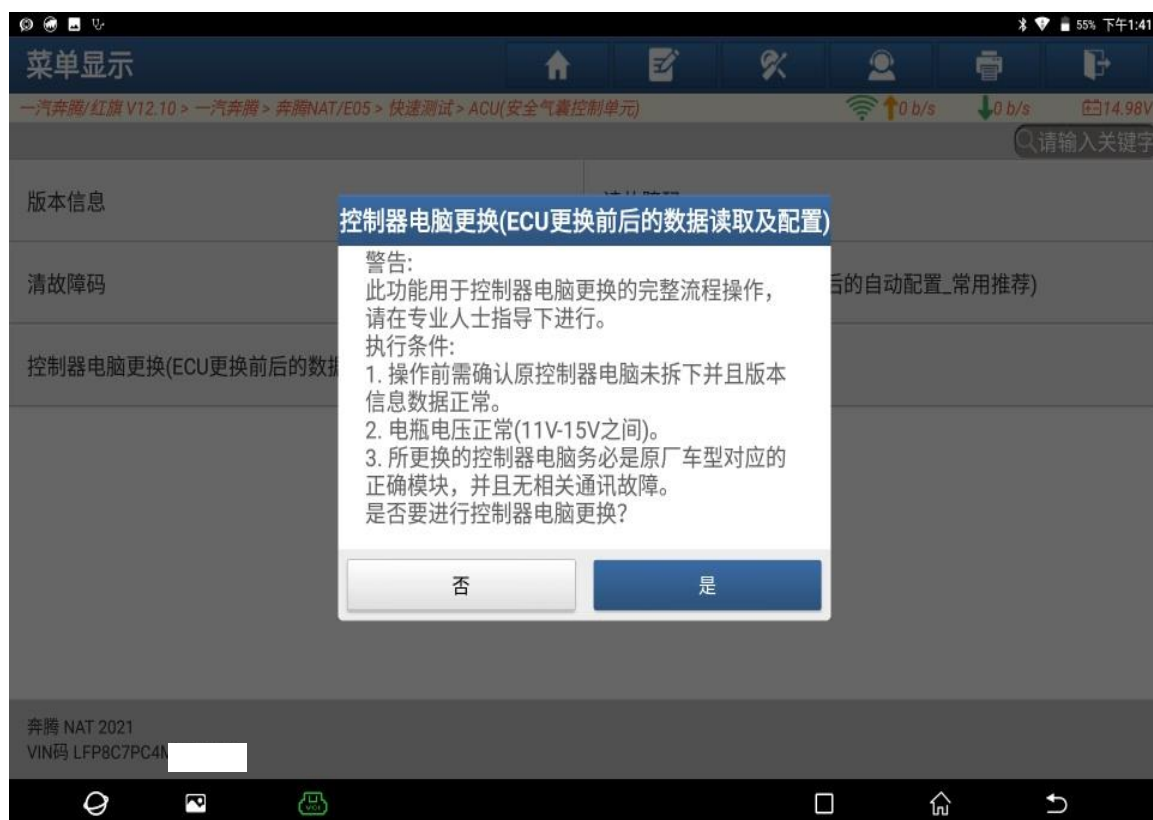 55% 下午1:41
菜单显示
一汽奔腾/红旗 V12.10 > 一汽奔腾 > 奔腾NAT/E05 > 快速测试 > ACU(安全气囊控制单元)
0 b/s
0 b/s
14.98V
请输入关键字
版本信息
控制器电脑更换(ECU更换前后的数据读取及配置)
警告:
此功能用于控制器电脑更换的完整流程操作，
请在专业人士指导下进行。
执行条件:
1. 操作前需确认原控制器电脑未拆下并且版本
信息数据正常。
2. 电瓶电压正常(11V-15V之间)。
3. 所更换的控制器电脑务必是原厂车型对应的
正确模块，并且无相关通讯故障。
是否要进行控制器电脑更换?
否
是
清故障码
后的自动配置_常用推荐)
控制器电脑更换(ECU更换前后的数据
奔腾 NAT 2021
VIN码 LFP8C7PC4M
VCI